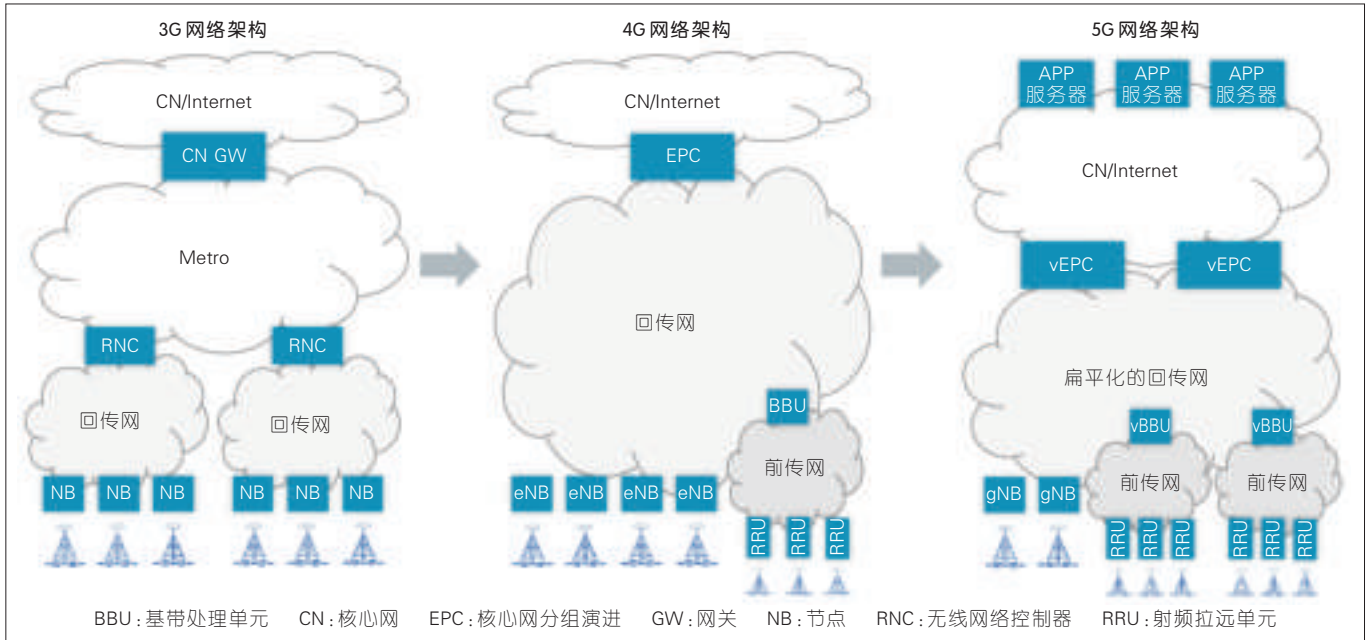 3G网络架构
CN/Internet
CN GW
Metro
RNC
RNC
回传网
回传网
NB
NB
NB
NB
NB
NB
4G网络架构
CN/Internet
EPC
回传网
BBU
前传网
eNB
eNB
eNB
eNB
RRU
RRU
RRU
5G网络架构
APP
服务器
APP
服务器
APP
服务器
CN/Internet
vEPC
vEPC
扁平化的回传网
vBBU
vBBU
前传网
前传网
gNB
gNB
RRU
RRU
RRU
RRU
RRU
RRU
BBU:基带处理单元 CN:核心网 EPC:核心网分组演进 GW:网关 NB:节点 RNC:无线网络控制器 RRU:射频拉远单元